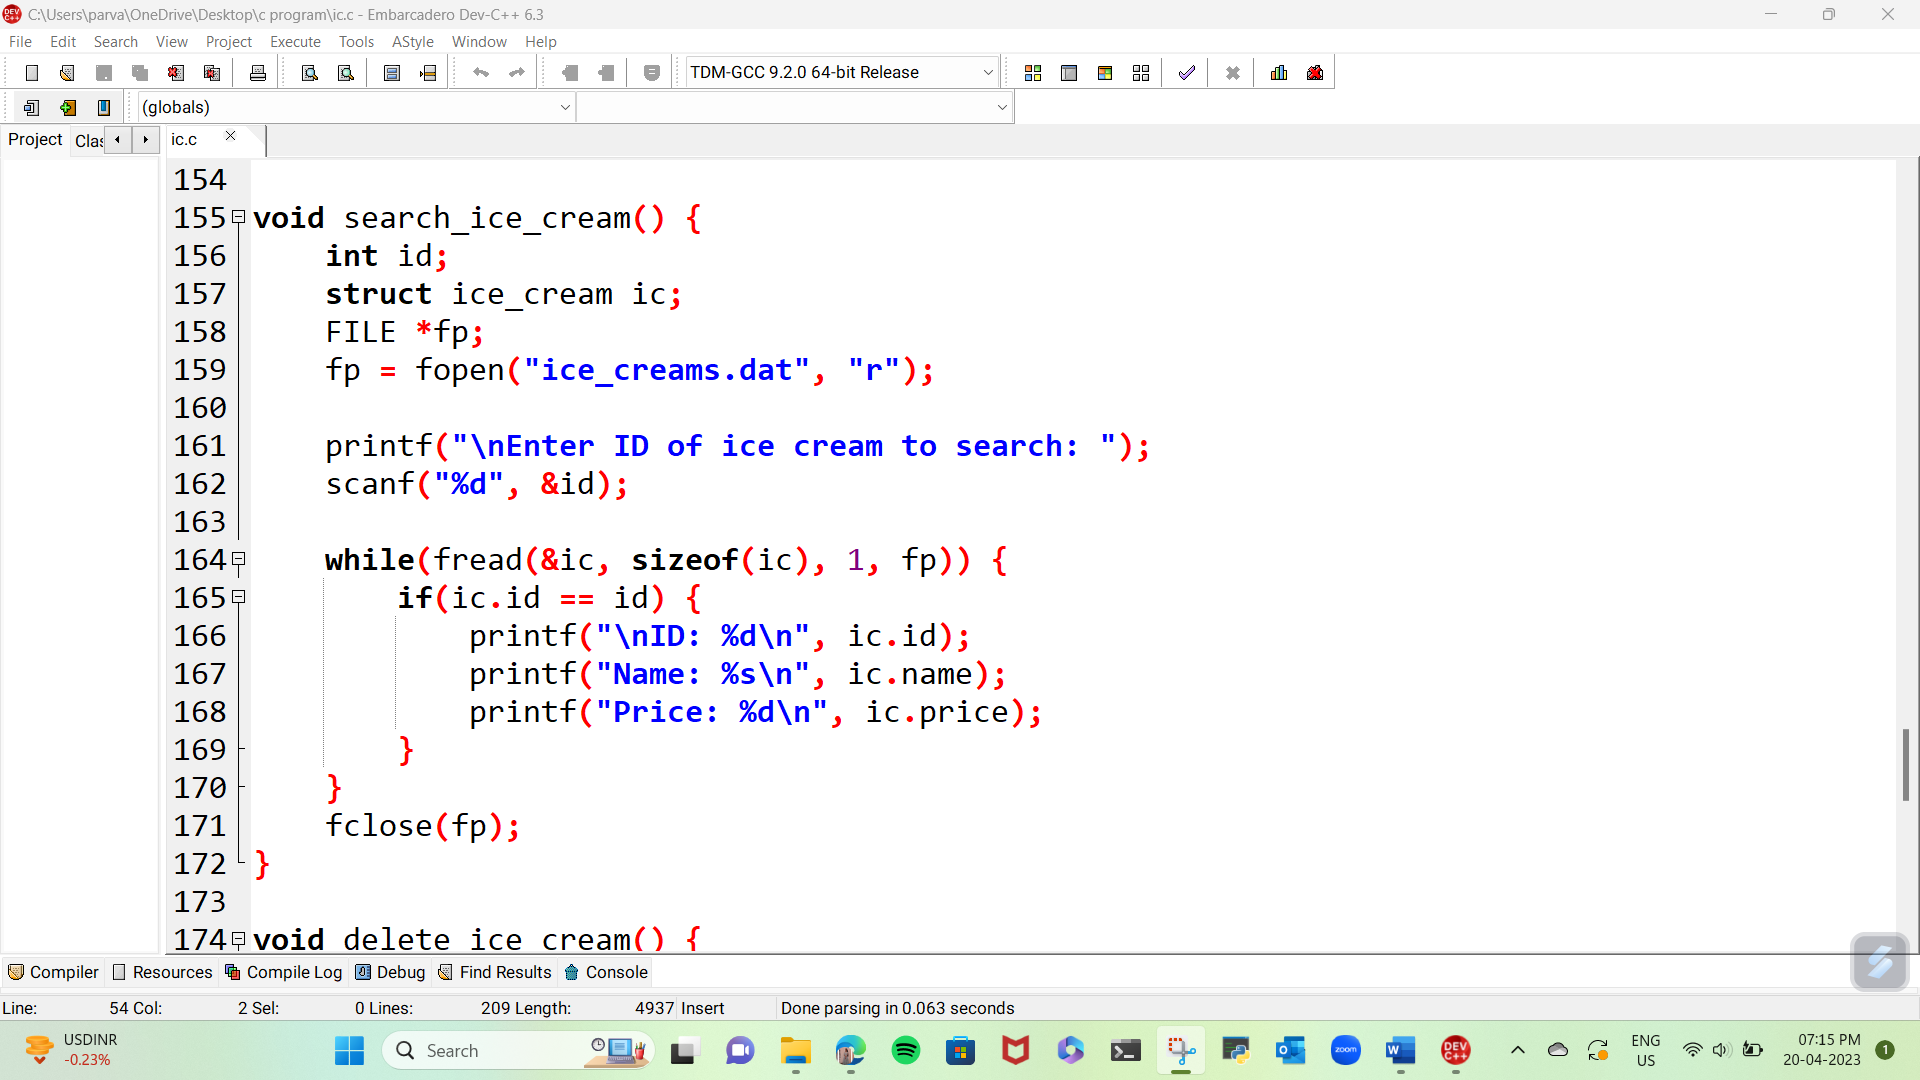 C:\Users\parva\OneDrive\Desktop\c program\ic.c - Embarcadero Dev-C++ 6.3
File Edit Search View Project Execute Tools AStyle Window Help
TDM-GCC 9.2.0 64-bit Release
(globals)
Project Clas ic.c
154
155 void search_ice_cream() {
156     int id;
157     struct ice_cream ic;
158     FILE *fp;
159     fp = fopen("ice_creams.dat", "r");
160
161     printf("\nEnter ID of ice cream to search: ");
162     scanf("%d", &id);
163
164     while(fread(&ic, sizeof(ic), 1, fp)) {
165         if(ic.id == id) {
166             printf("\nID: %d\n", ic.id);
167             printf("Name: %s\n", ic.name);
168             printf("Price: %d\n", ic.price);
169         }
170     }
171     fclose(fp);
172 }
173
174 void delete_ice_cream() {
Compiler Resources Compile Log Debug Find Results Console
Line: 54 Col: 2 Sel: 0 Lines: 209 Length: 4937 Insert Done parsing in 0.063 seconds
USDINR
-0.23%
Search
zoom
DEV C++
ENG
US
07:15 PM
20-04-2023
1